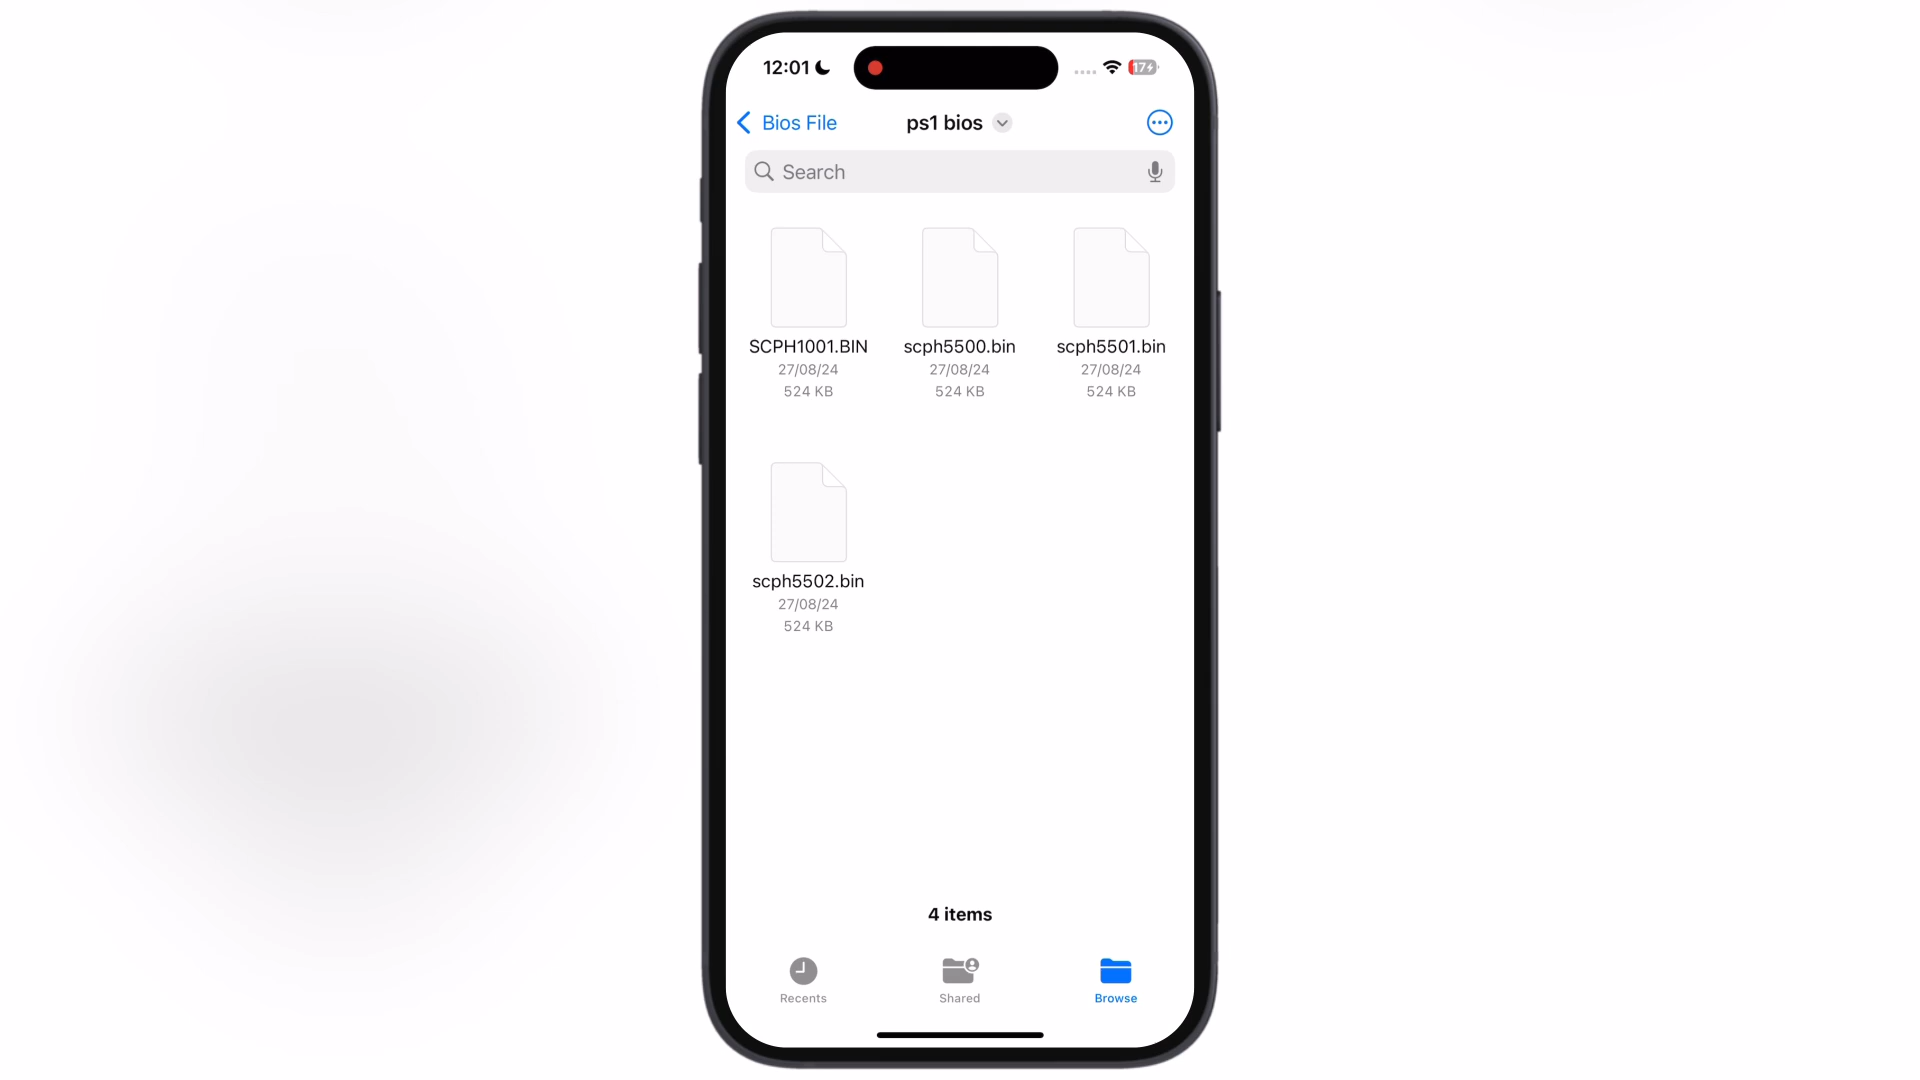 12:01
17
Bios File
ps1 bios
Search
SCPH1001.BIN scph5500.bin scph5501.bin
27/08/24 27/08/24 27/08/24
524 KB 524 KB 524 KB
scph5502.bin
27/08/24
524 KB
4 items
Recents Shared Browse